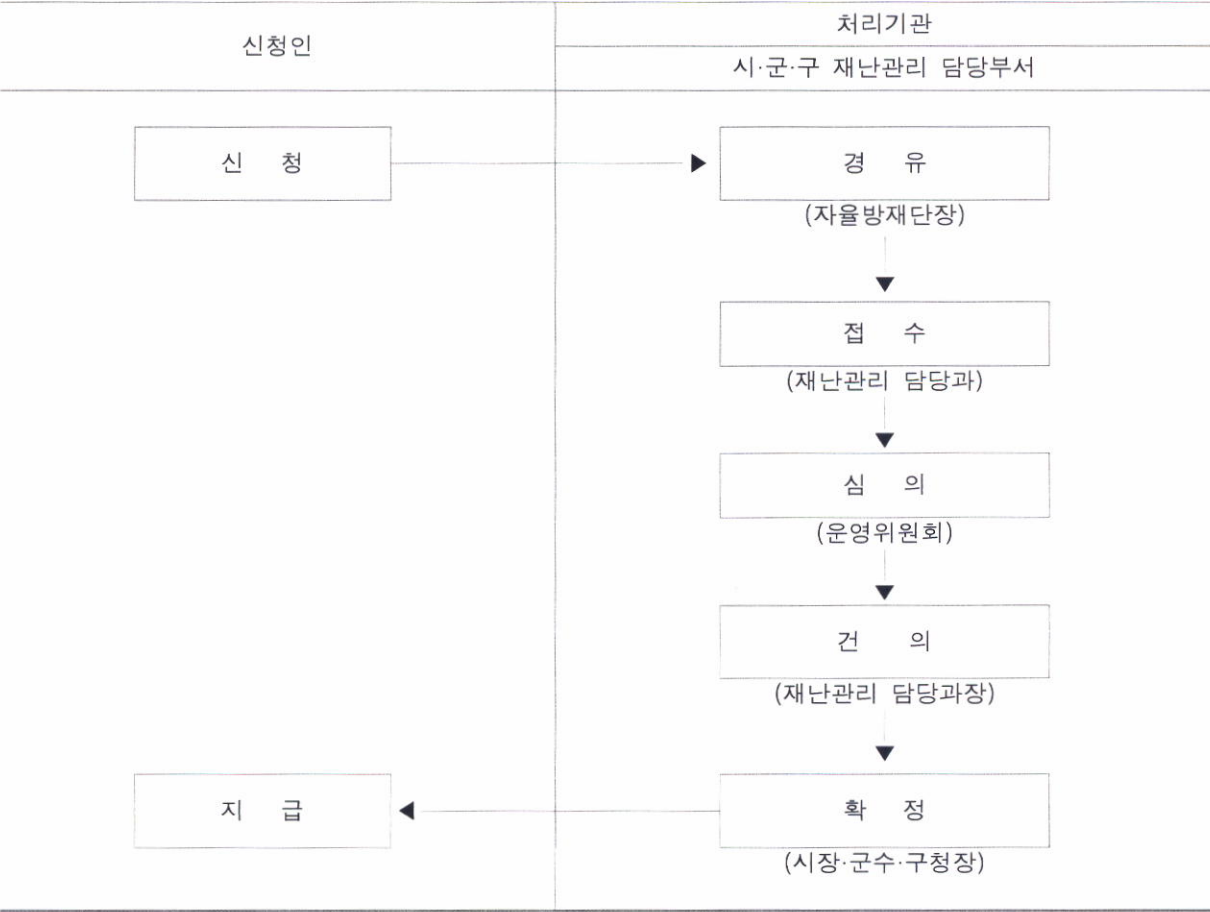 신청인
처리기관
시·군·구 재난관리 담당부서
신 청
경 유
(자율방재단장)
접 수
(재난관리 담당과)
심 의
(운영위원회)
건 의
(재난관리 담당과장)
지 급
확 정
(시장·군수·구청장)